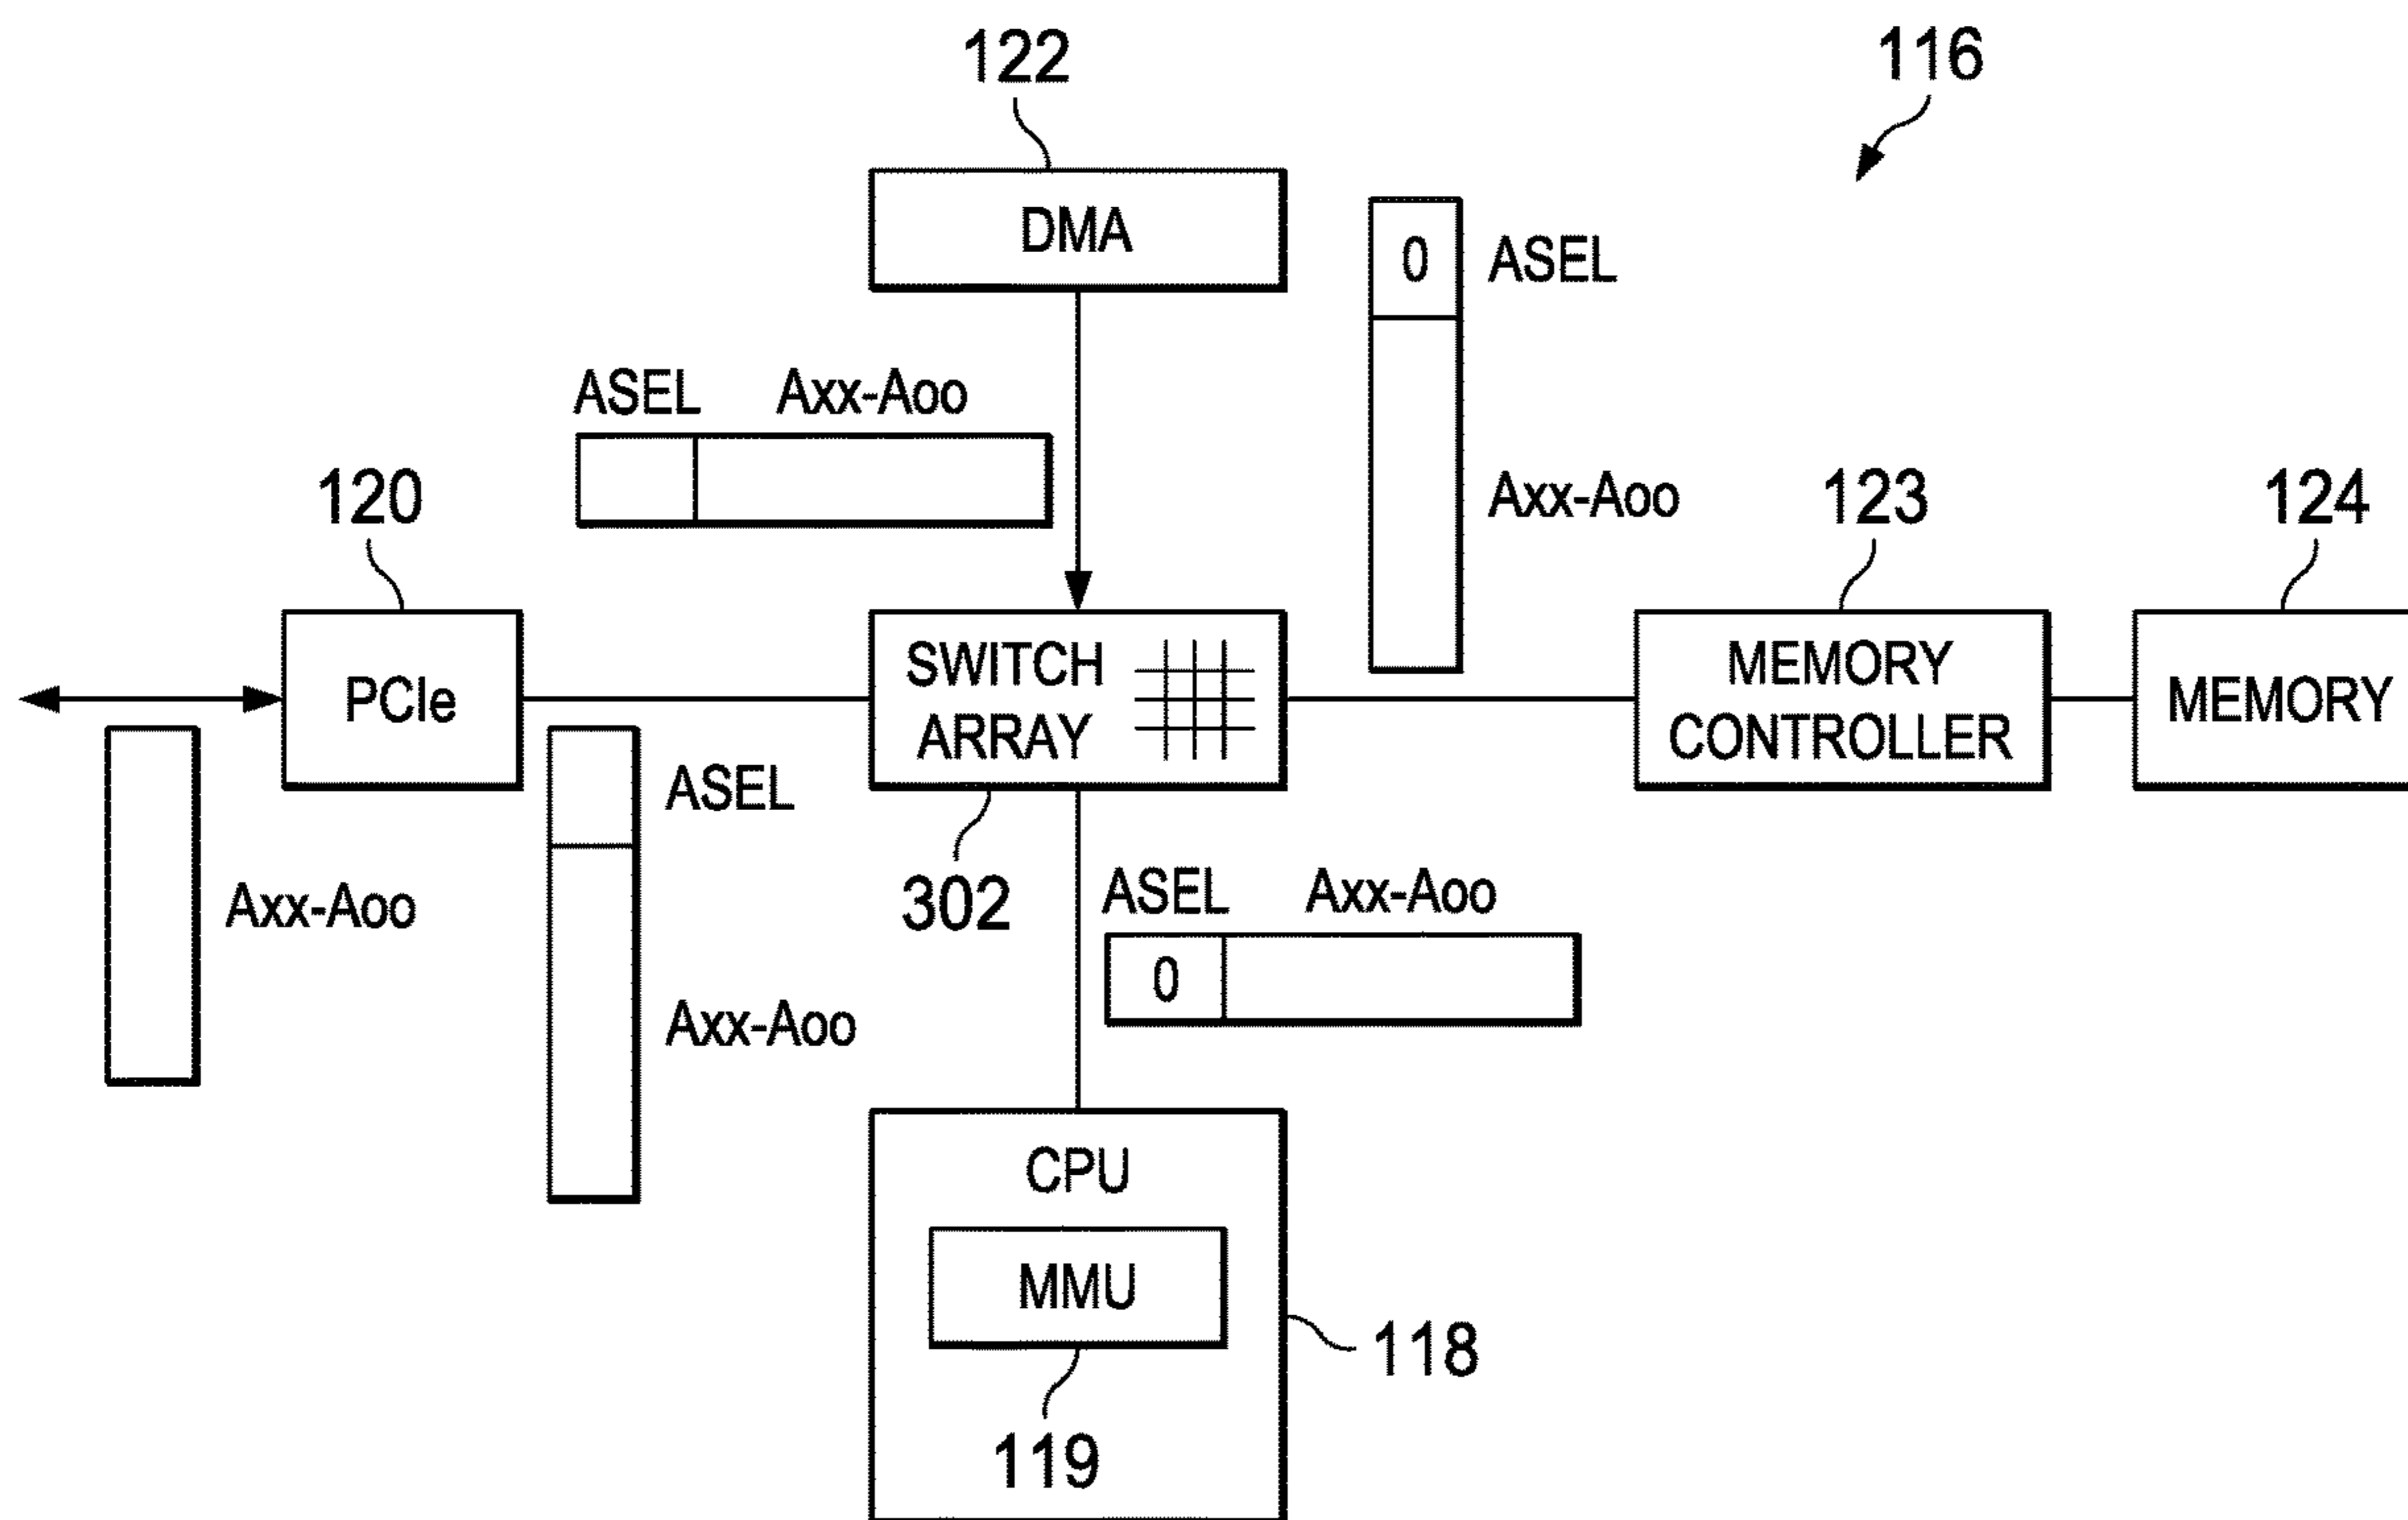 122
116
DMA
0
ASEL
ASEL Axx-Aoo
Axx-Aoo
120
123
124
PCIe
SWITCH
ARRAY
MEMORY
CONTROLLER
MEMORY
ASEL
Axx-Aoo
302
ASEL Axx-Aoo
0
Axx-Aoo
CPU
MMU
118
119